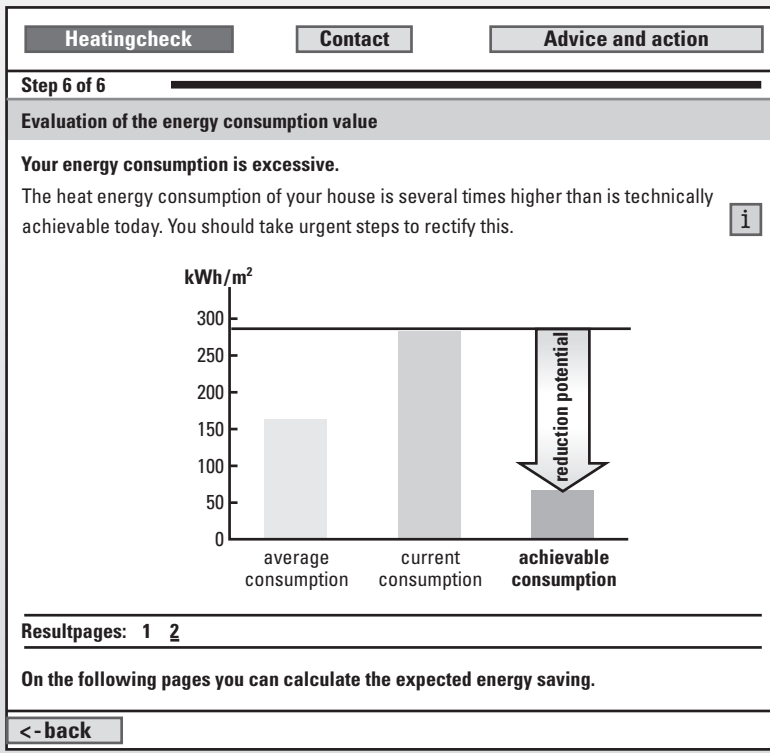 Heatingcheck Contact Advice and action
Step 6 of 6
Evaluation of the energy consumption value
Your energy consumption is excessive.
The heat energy consumption of your house is several times higher than is technically
achievable today. You should take urgent steps to rectify this.
i
kWh/m²
300
250
200
150
100
50
0
reduction potential
average
consumption
current
consumption
achievable
consumption
Resultpages: 1 2
On the following pages you can calculate the expected energy saving.
<-back